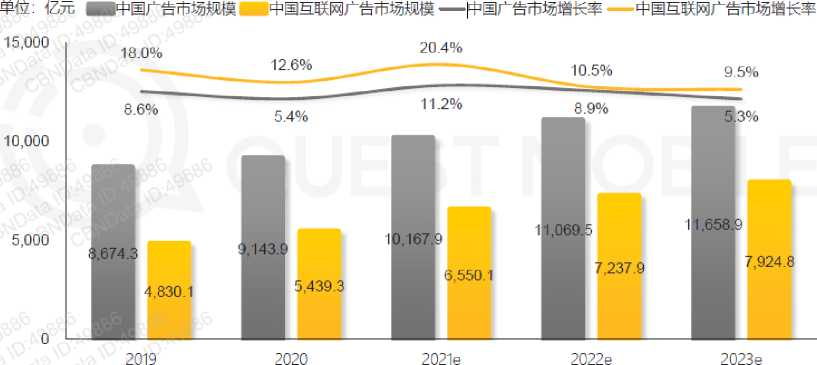 单位：亿元 中国广告市场规模 中国互联网广告市场规模 中国广告市场增长率 中国互联网广告市场增长率
15,000
18.0% 12.6% 20.4% 10.5% 9.5%
8.6% 5.4% 11.2% 8.9% 5.3%
10,000
5,000
8,674.3 9,143.9 10,167.9 11,069.5 11,658.9
4,830.1 5,439.3 6,550.1 7,237.9 7,924.8
0
2019 2020 2021e 2022e 2023e
QUEST MOBILE
CBNData ID:49886